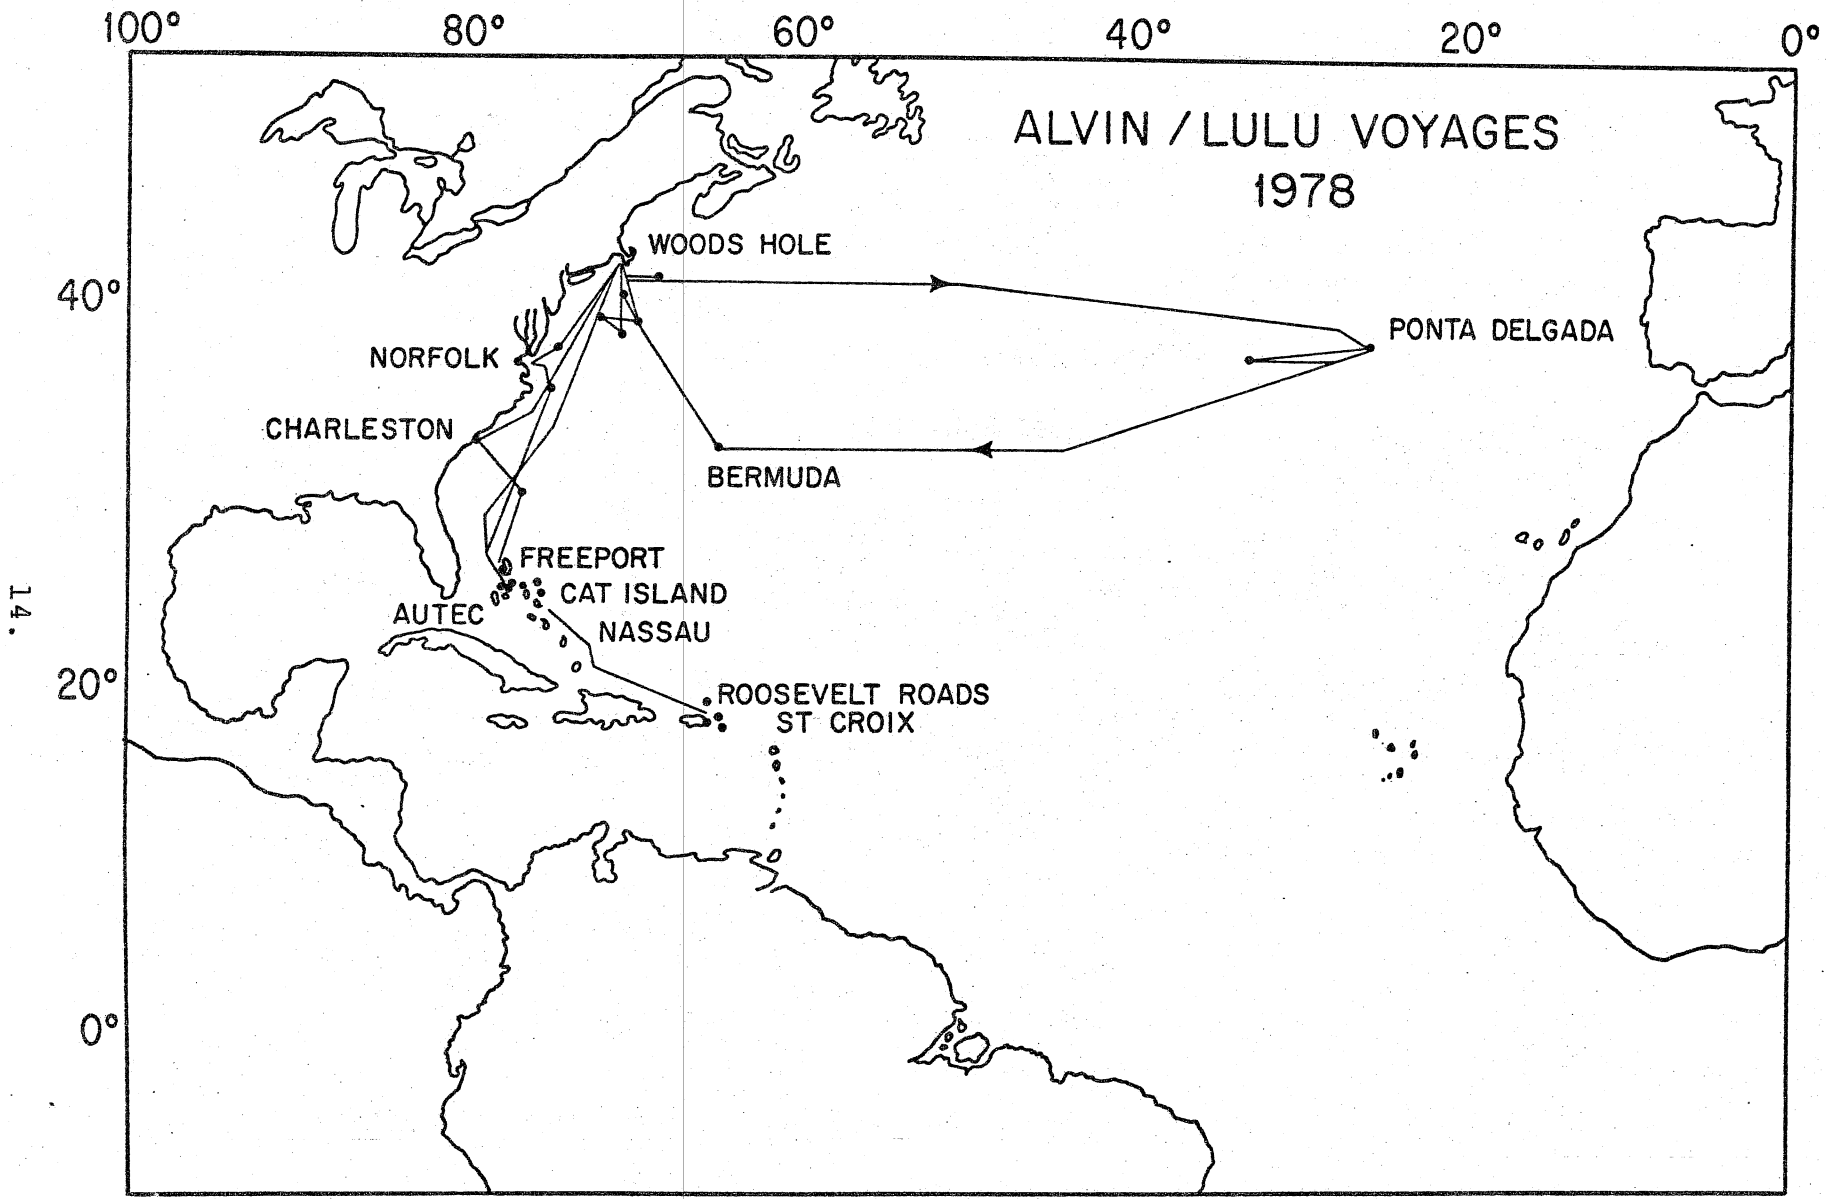 100° 80° 60° 40° 20° 0°
ALVIN / LULU VOYAGES
1978
WOODS HOLE
40°
PONTA DELGADA
NORFOLK
CHARLESTON
BERMUDA
FREEPORT
CAT ISLAND
AUTEC
NASSAU
20°
ROOSEVELT ROADS
ST CROIX
0°
14.